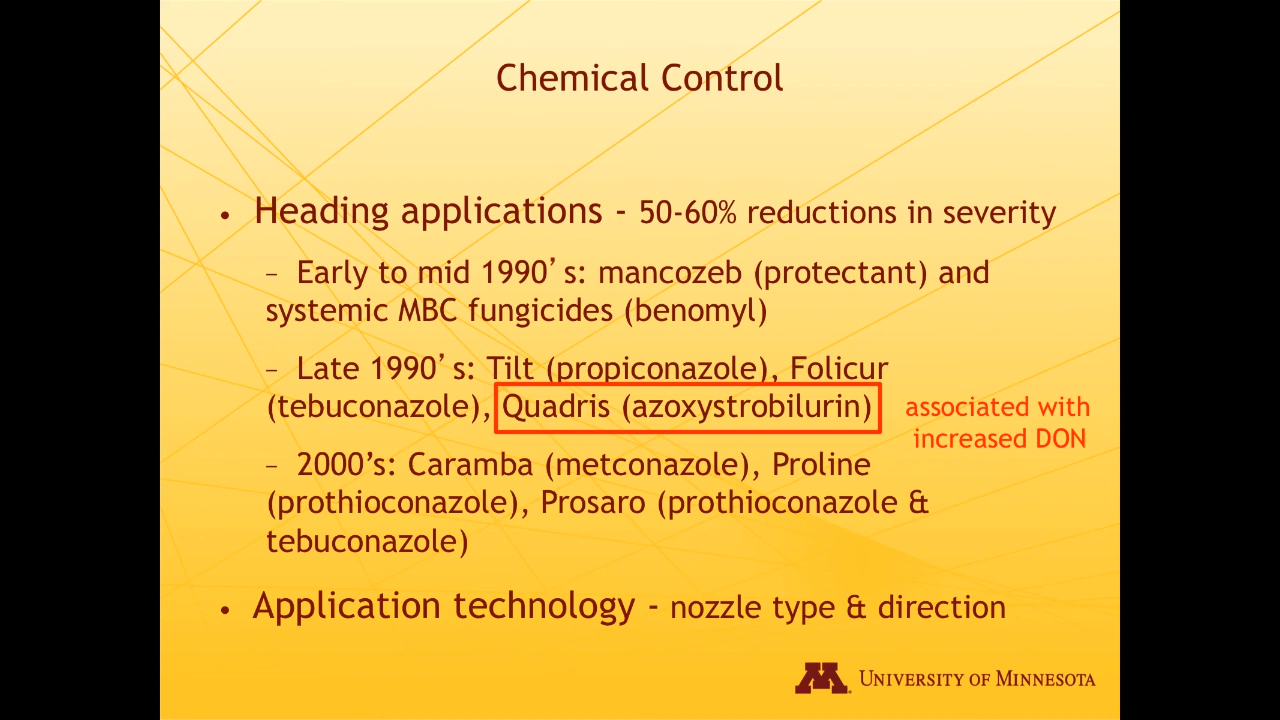 Chemical Control
• Heading applications - 50-60% reductions in severity
– Early to mid 1990’s: mancozeb (protectant) and
systemic MBC fungicides (benomyl)
– Late 1990’s: Tilt (propiconazole), Folicur
(tebuconazole), Quadris (azoxystrobilurin)
associated with
increased DON
– 2000’s: Caramba (metconazole), Proline
(prothioconazole), Prosaro (prothioconazole &
tebuconazole)
• Application technology - nozzle type & direction
M UNIVERSITY OF MINNESOTA